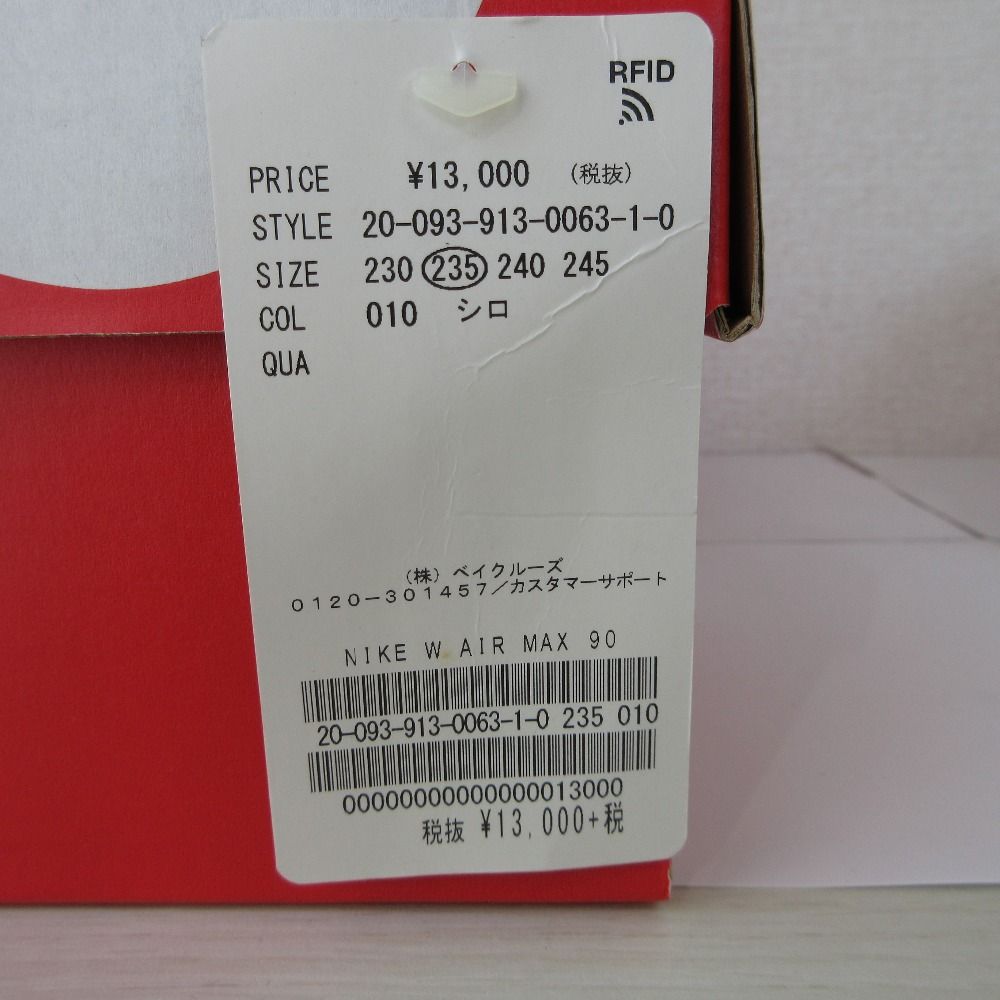 RFID
PRICE ¥13,000 (税抜)
STYLE 20-093-913-0063-1-0
SIZE 230 235 240 245
COL 010 シロ
QUA
(株) ベイクルーズ
0120-301457/カスタマーサポート
NIKE W AIR MAX 90
20-093-913-0063-1-0 235 010
00000000000000013000
税抜 ¥13,000+税